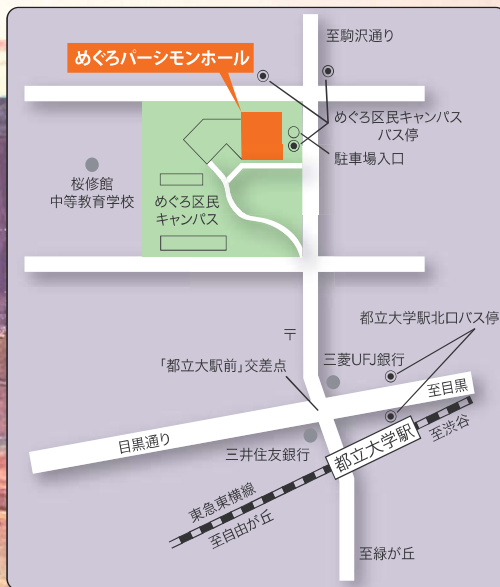 至駒沢通り
めぐろパーシモンホール
めぐろ区民キャンパス
バス停
駐車場入口
桜修館
中等教育学校
めぐろ区民
キャンパス
〒
都立大学駅北口バス停
三菱UFJ銀行
「都立大駅前」交差点
至目黒
目黒通り
三井住友銀行
都立大学駅
至渋谷
東急東横線
至自由が丘
至緑が丘